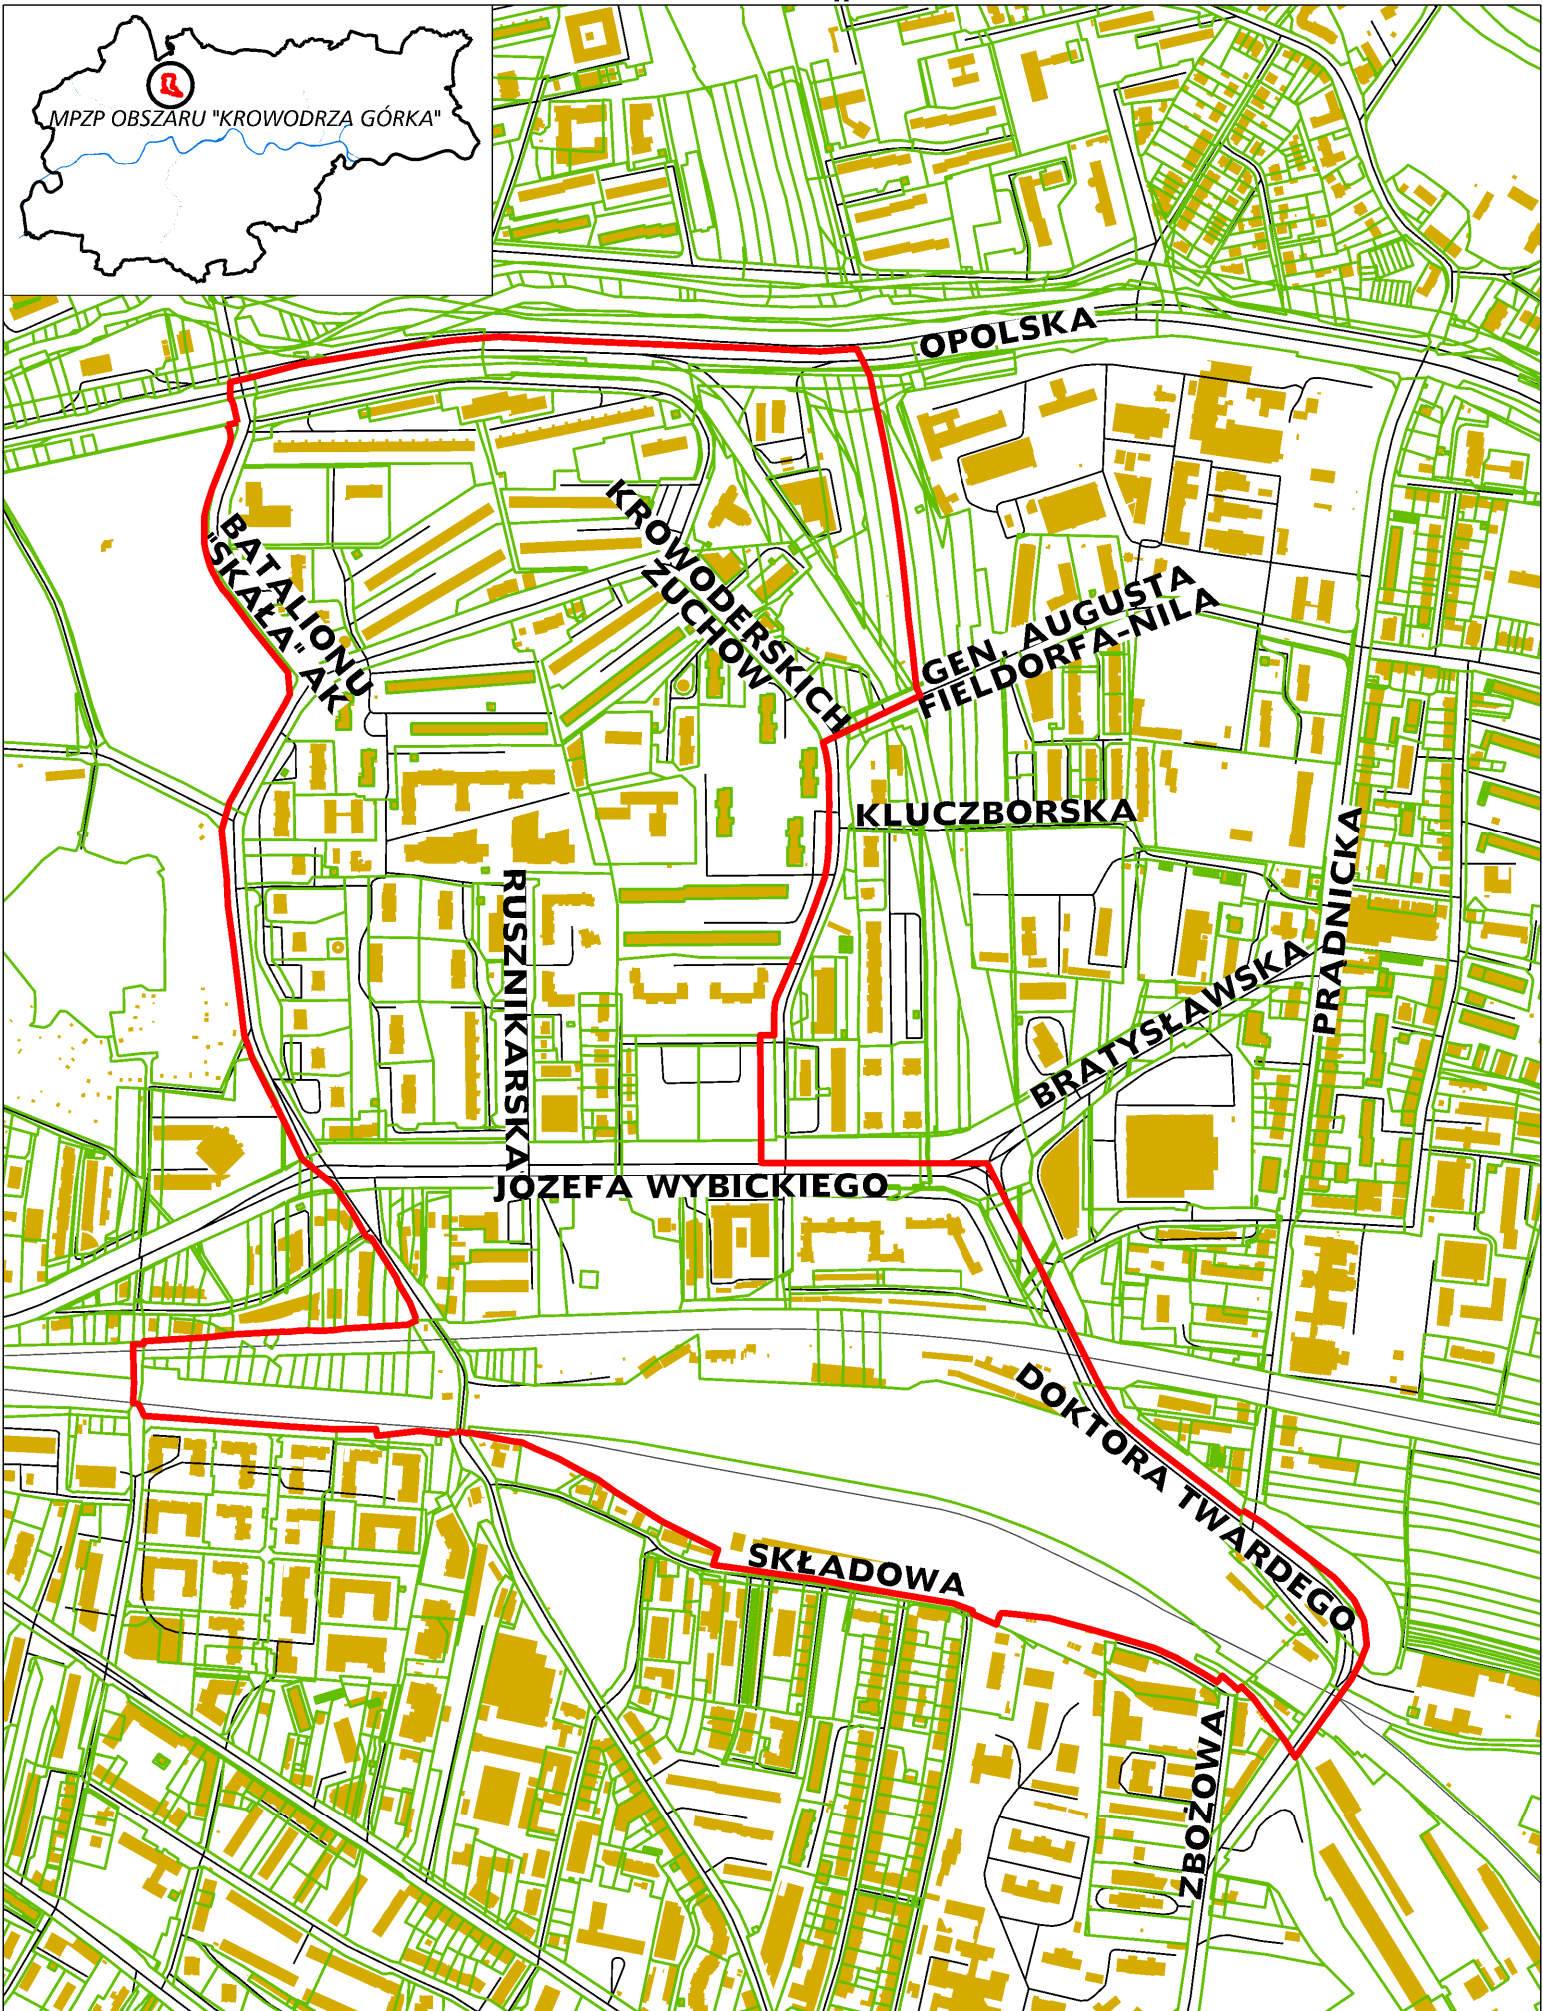 MPZP OBSZARU "KROWODRZA GÓRKA"
OPOLSKA
BATALIONU
"SKAŁA" AK
KROWODERSKICH
ZUCHÓW
GEN. AUGUSTA
FIELDORFA-NILA
KLUCZBORSKA
PRĄDNICKA
RUSZNIKARSKA
BRATYSŁAWSKA
JÓZEFA WYBICKIEGO
DOKTORA TWARDEGO
SKŁADOWA
ZBOŻOWA